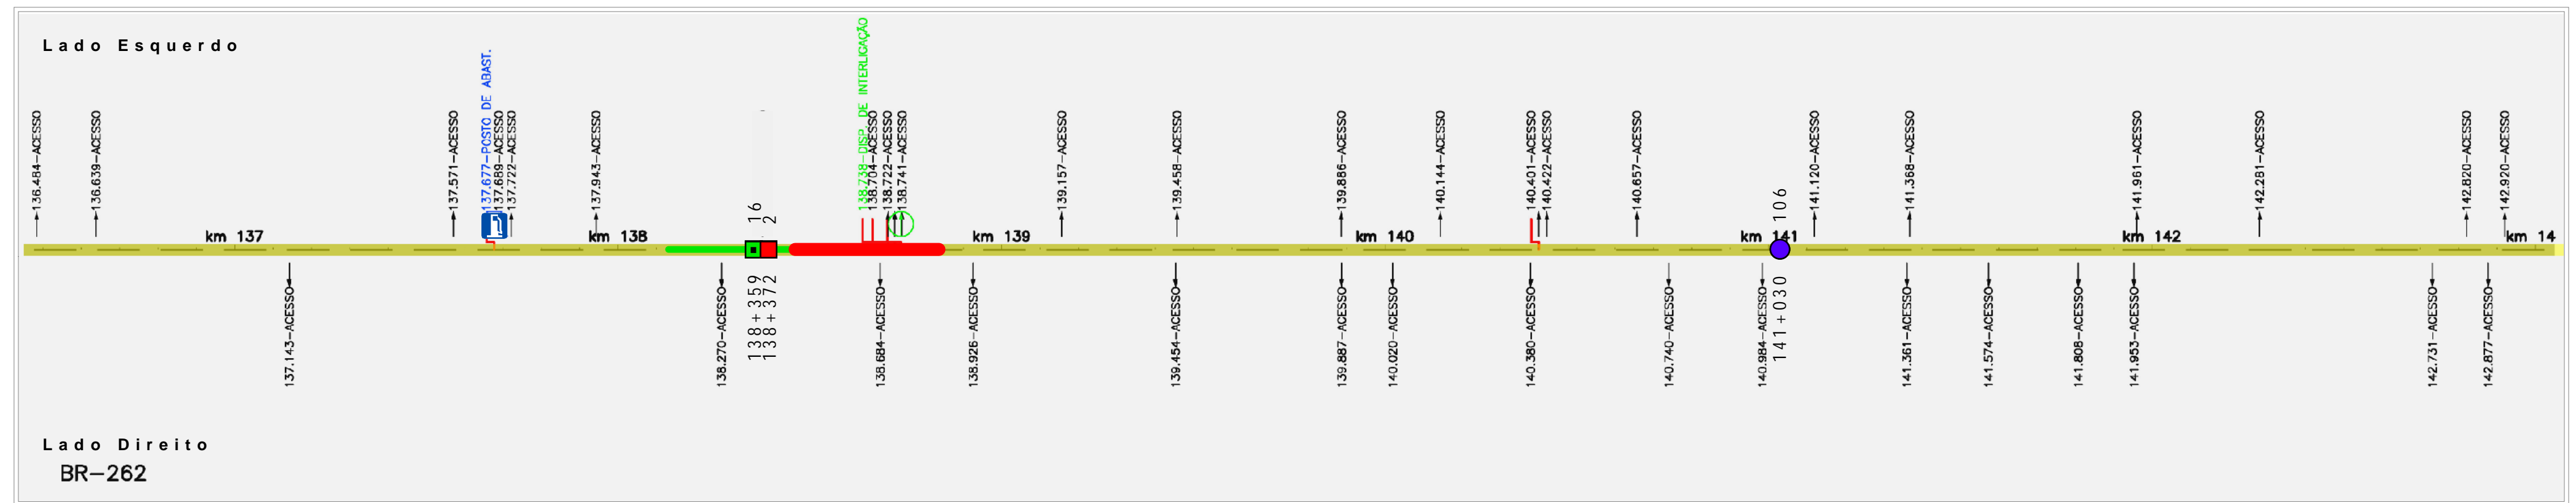 Lado Esquerdo
136.484-ACESSO
136.639-ACESSO
137.571-ACESSO
137.677-POSTO DE ABAST.
137.689-ACESSO
137.722-ACESSO
137.943-ACESSO
16
2
138.738-DISP. DE INTERLIGAÇÃO
138.704-ACESSO
138.722-ACESSO
138.741-ACESSO
139.157-ACESSO
139.458-ACESSO
139.886-ACESSO
140.144-ACESSO
140.401-ACESSO
140.422-ACESSO
140.657-ACESSO
106
141.120-ACESSO
141.368-ACESSO
141.961-ACESSO
142.281-ACESSO
142.820-ACESSO
142.920-ACESSO
km 137
km 138
km 139
km 140
km 141
km 142
km 14
137.143-ACESSO
138.270-ACESSO
138+359
138+372
138.684-ACESSO
138.926-ACESSO
139.454-ACESSO
139.887-ACESSO
140.020-ACESSO
140.380-ACESSO
140.740-ACESSO
140.984-ACESSO
141+030
141.361-ACESSO
141.574-ACESSO
141.808-ACESSO
141.953-ACESSO
142.731-ACESSO
142.877-ACESSO
Lado Direito
BR-262